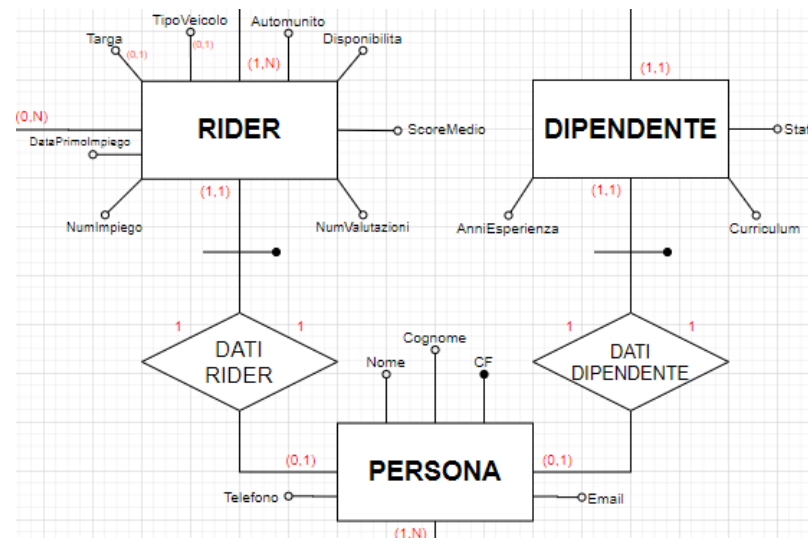 TipoVeicolo
Targa
(0,1)
(0,1)
Automunito
Disponibilita
(1,N)
(1,1)
(0,N)
RIDER
ScoreMedio
DIPENDENTE
Stat
DataPrimoImpiego
(1,1)
(1,1)
NumImpiego
NumValutazioni
AnniEsperienza
Curriculum
1
1
1
1
DATI
RIDER
DATI
DIPENDENTE
Cognome
Nome
CF
(0,1)
(0,1)
PERSONA
Telefono
Email
(1,N)